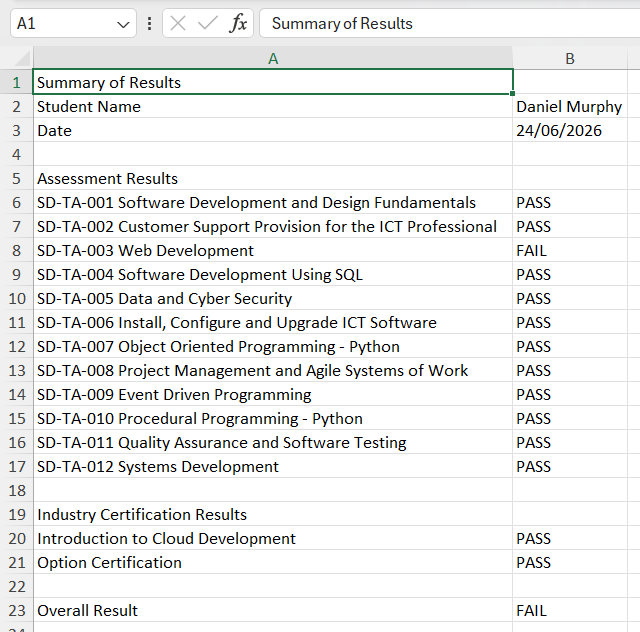 A1 fx Summary of Results
A B
1 Summary of Results
2 Student Name Daniel Murphy
3 Date 24/06/2026
4
5 Assessment Results
6 SD-TA-001 Software Development and Design Fundamentals PASS
7 SD-TA-002 Customer Support Provision for the ICT Professional PASS
8 SD-TA-003 Web Development FAIL
9 SD-TA-004 Software Development Using SQL PASS
10 SD-TA-005 Data and Cyber Security PASS
11 SD-TA-006 Install, Configure and Upgrade ICT Software PASS
12 SD-TA-007 Object Oriented Programming - Python PASS
13 SD-TA-008 Project Management and Agile Systems of Work PASS
14 SD-TA-009 Event Driven Programming PASS
15 SD-TA-010 Procedural Programming - Python PASS
16 SD-TA-011 Quality Assurance and Software Testing PASS
17 SD-TA-012 Systems Development PASS
18
19 Industry Certification Results
20 Introduction to Cloud Development PASS
21 Option Certification PASS
22
23 Overall Result FAIL